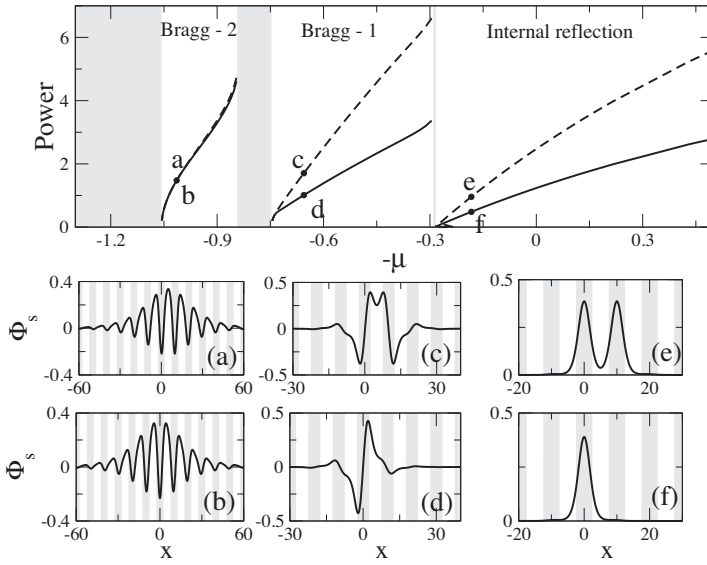 6
4
2
0
Power
Bragg - 2
Bragg - 1
Internal reflection
a
b
c
d
e
f
-1.2
-0.9
-0.6
-0.3
0
0.3
-μ
0.4
0
-0.4
Φs
(a)
-60
0
60
0.5
0
-0.5
(c)
-30
0
30
0.5
0
(e)
-20
0
20
0.4
0
-0.4
Φs
(b)
-60
0
60
x
0.5
0
-0.5
(d)
-30
0
30
x
0.5
0
(f)
-20
0
20
x